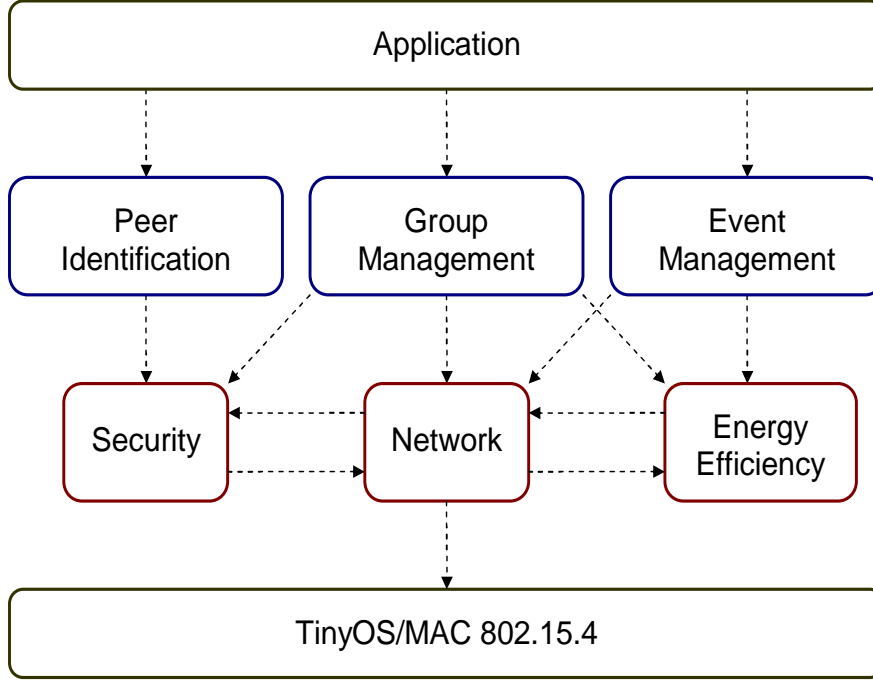 Application
Peer
Identification
Group
Management
Event
Management
Security
Network
Energy
Efficiency
TinyOS/MAC 802.15.4